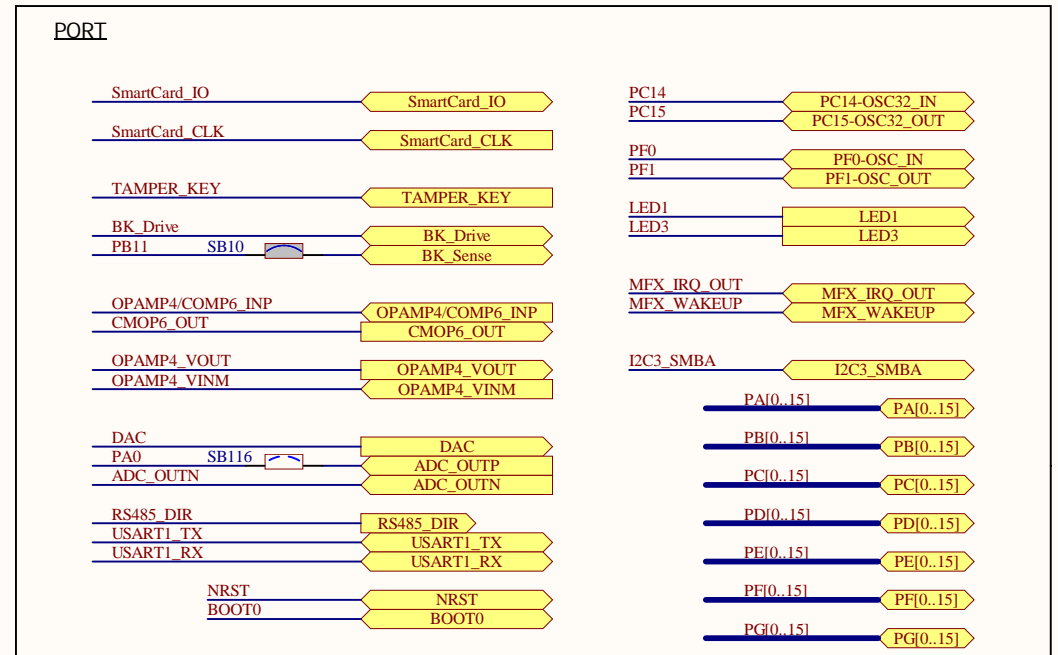 PORT
SmartCard_IO SmartCard_IO
SmartCard_CLK SmartCard_CLK
TAMPER_KEY TAMPER_KEY
BK_Drive BK_Drive
PB11 SB10 BK_Sense
OPAMP4/COMP6_INP OPAMP4/COMP6_INP
CMOP6_OUT CMOP6_OUT
OPAMP4_VOUT OPAMP4_VOUT
OPAMP4_VINM OPAMP4_VINM
DAC DAC
PA0 SB116 ADC_OUTP
ADC_OUTN ADC_OUTN
RS485_DIR RS485_DIR
USART1_TX USART1_TX
USART1_RX USART1_RX
NRST NRST
BOOT0 BOOT0
PC14 PC14-OSC32_IN
PC15 PC15-OSC32_OUT
PF0 PF0-OSC_IN
PF1 PF1-OSC_OUT
LED1 LED1
LED3 LED3
MFX_IRQ_OUT MFX_IRQ_OUT
MFX_WAKEUP MFX_WAKEUP
I2C3_SMBA I2C3_SMBA
PA[0..15] PA[0..15]
PB[0..15] PB[0..15]
PC[0..15] PC[0..15]
PD[0..15] PD[0..15]
PE[0..15] PE[0..15]
PF[0..15] PF[0..15]
PG[0..15] PG[0..15]